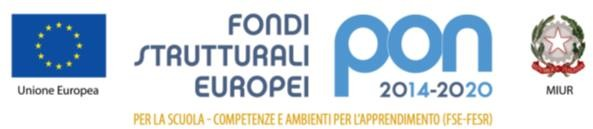 Unione Europea
FONDI
STRUTTURALI
EUROPEI
pon
2014-2020
MIUR
PER LA SCUOLA - COMPETENZE E AMBIENTI PER L'APPRENDIMENTO (FSE-FESR)